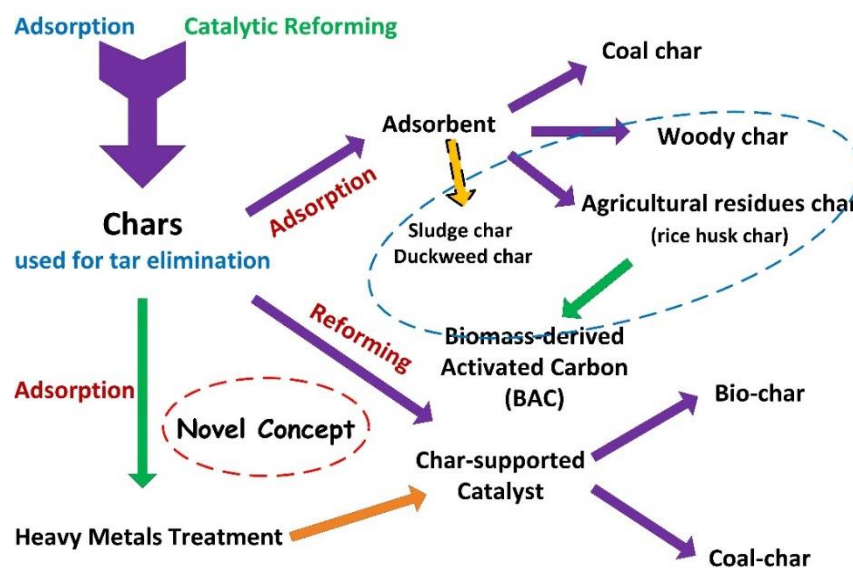 Adsorption Catalytic Reforming
Coal char
Adsorbent
Woody char
Adsorption
Agricultural residues char
(rice husk char)
Chars
used for tar elimination
Sludge char
Duckweed char
Reforming
Biomass-derived
Activated Carbon
(BAC)
Adsorption
Novel Concept
Bio-char
Char-supported
Catalyst
Heavy Metals Treatment
Coal-char